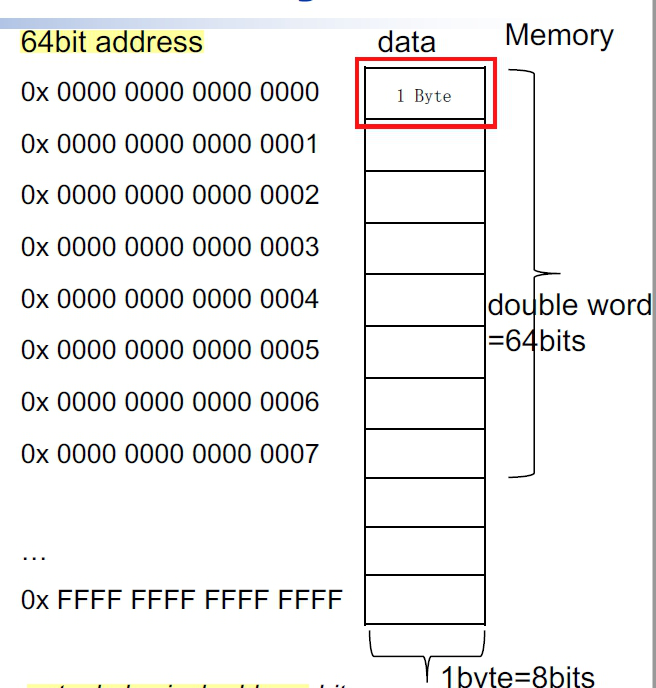 64bit address data Memory
0x 0000 0000 0000 0000 1 Byte
0x 0000 0000 0000 0001
0x 0000 0000 0000 0002
0x 0000 0000 0000 0003
0x 0000 0000 0000 0004
double word
=64bits
0x 0000 0000 0000 0005
0x 0000 0000 0000 0006
0x 0000 0000 0000 0007
...
0x FFFF FFFF FFFF FFFF
1byte=8bits